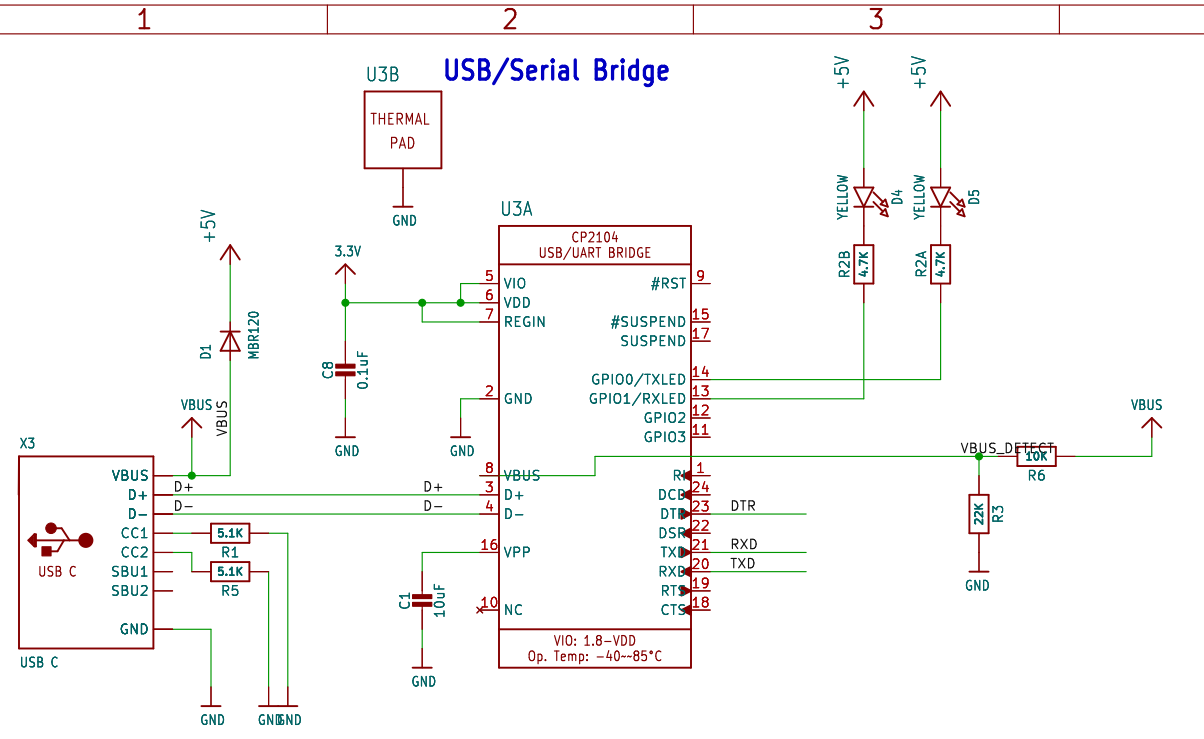 1
2
3
USB/Serial Bridge
U3B
THERMAL
PAD
GND
+5V
+5V
YELLOW
D4
YELLOW
D5
R2B
4.7K
R2A
4.7K
U3A
CP2104
USB/UART BRIDGE
5 VIO
6 VDD
7 REGIN
2 GND
8 VBUS
3 D+
4 D-
16 VPP
10 NC
#RST 9
#SUSPEND 15
SUSPEND 17
GPIO0/TXLED 14
GPIO1/RXLED 13
GPIO2 12
GPIO3 11
RI 1
DCD 24
DTR 23
DSR 22
TXD 21
RXD 20
RTS 19
CTS 18
VIO: 1.8-VDD
Op. Temp: -40~~85°C
DTR
RXD
TXD
3.3V
C8
0.1uF
GND
GND
C1
10uF
GND
+5V
D1
MBR120
VBUS
VBUS
X3
VBUS
D+
D-
CC1
CC2
SBU1
SBU2
GND
USB C
USB C
D+
D-
D+
D-
5.1K
R1
5.1K
R5
GND
GND
GND
VBUS_DETECT
10K
R6
VBUS
22K
R3
GND